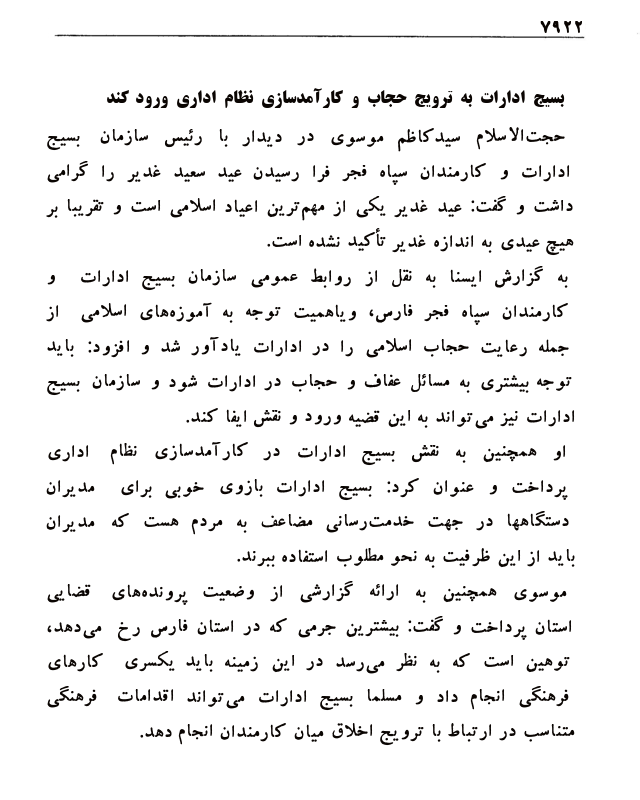 ۷۹۲۲
بسیج ادارات به ترویج حجاب و کارآمدسازی نظام اداری ورود کند
حجت‌الاسلام سیدکاظم موسوی در دیدار با رئیس سازمان بسیج
ادارات و کارمندان سپاه فجر فرا رسیدن عید سعید غدیر را گرامی
داشت و گفت: عید غدیر یکی از مهم‌ترین اعیاد اسلامی است و تقریبا بر
هیچ عیدی به اندازه غدیر تأکید نشده است.
به گزارش ایسنا به نقل از روابط عمومی سازمان بسیج ادارات و
کارمندان سپاه فجر فارس، ویاهمیت توجه به آموزه‌های اسلامی از
جمله رعایت حجاب اسلامی را در ادارات یادآور شد و افزود: باید
توجه بیشتری به مسائل عفاف و حجاب در ادارات شود و سازمان بسیج
ادارات نیز می‌تواند به این قضیه ورود و نقش ایفا کند.
او همچنین به نقش بسیج ادارات در کارآمدسازی نظام اداری
پرداخت و عنوان کرد: بسیج ادارات بازوی خوبی برای مدیران
دستگاهها در جهت خدمت‌رسانی مضاعف به مردم هست که مدیران
باید از این ظرفیت به نحو مطلوب استفاده ببرند.
موسوی همچنین به ارائه گزارشی از وضعیت پرونده‌های قضایی
استان پرداخت و گفت: بیشترین جرمی که در استان فارس رخ می‌دهد،
توهین است که به نظر می‌رسد در این زمینه باید یکسری کارهای
فرهنگی انجام داد و مسلما بسیج ادارات می‌تواند اقدامات فرهنگی
متناسب در ارتباط با ترویج اخلاق میان کارمندان انجام دهد.